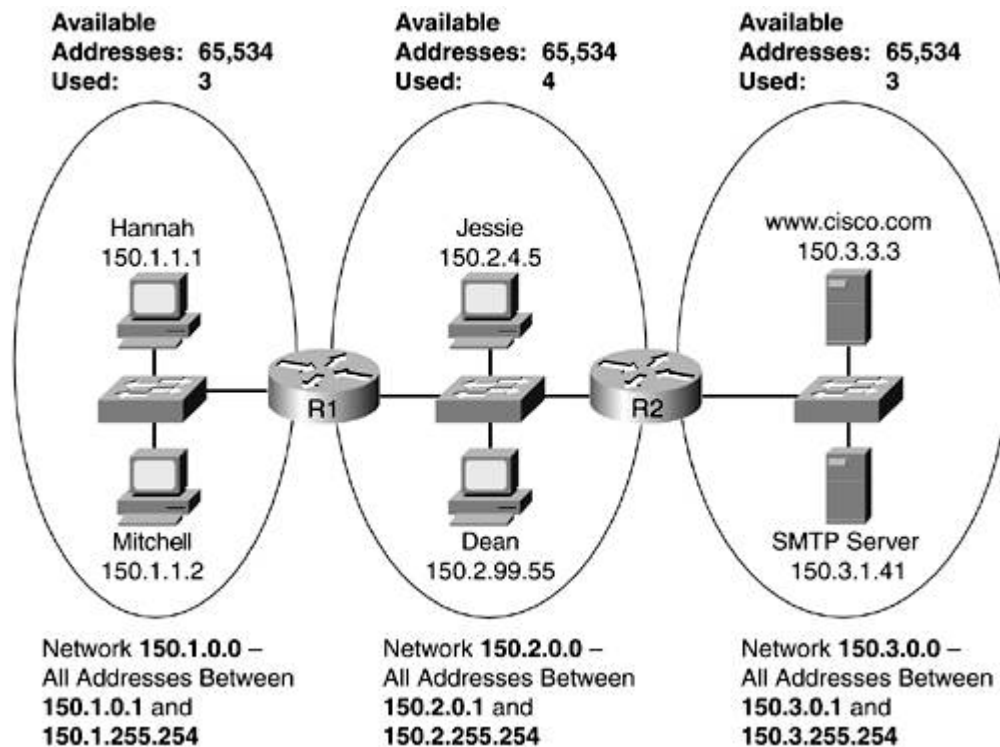 Available
Addresses: 65,534
Used: 3
Available
Addresses: 65,534
Used: 4
Available
Addresses: 65,534
Used: 3
Hannah
150.1.1.1
Jessie
150.2.4.5
www.cisco.com
150.3.3.3
R1
R2
Mitchell
150.1.1.2
Dean
150.2.99.55
SMTP Server
150.3.1.41
Network 150.1.0.0 –
All Addresses Between
150.1.0.1 and
150.1.255.254
Network 150.2.0.0 –
All Addresses Between
150.2.0.1 and
150.2.255.254
Network 150.3.0.0 –
All Addresses Between
150.3.0.1 and
150.3.255.254